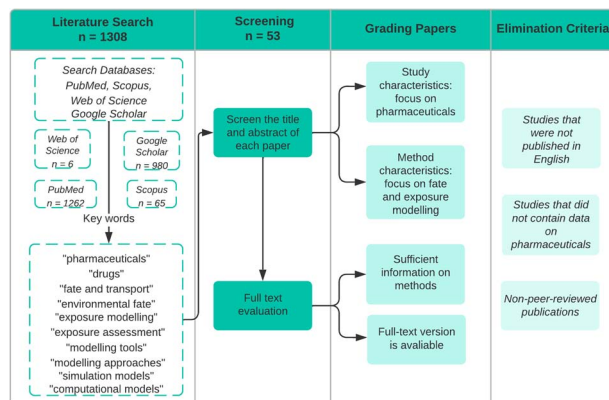 Literature Search
n = 1308
Search Databases:
PubMed, Scopus,
Web of Science
Google Scholar
Web of
Science
n = 6
Google
Scholar
n = 980
PubMed
n = 1262
Scopus
n = 65
Key words
"pharmaceuticals"
"drugs"
"fate and transport"
"environmental fate"
"exposure modelling"
"exposure assessment"
"modelling tools"
"modelling approaches"
"simulation models"
"computational models"
Screening
n = 53
Screen the title
and abstract of
each paper
Full text
evaluation
Grading Papers
Study
characteristics:
focus on
pharmaceuticals
Method
characteristics:
focus on fate
and exposure
modelling
Sufficient
information on
methods
Full-text version
is avaliable
Elimination Criteria
Studies
that were
not
published in
English
Studies that did
not contain data
on
pharmaceuticals
Non-peer-reviewed
publications